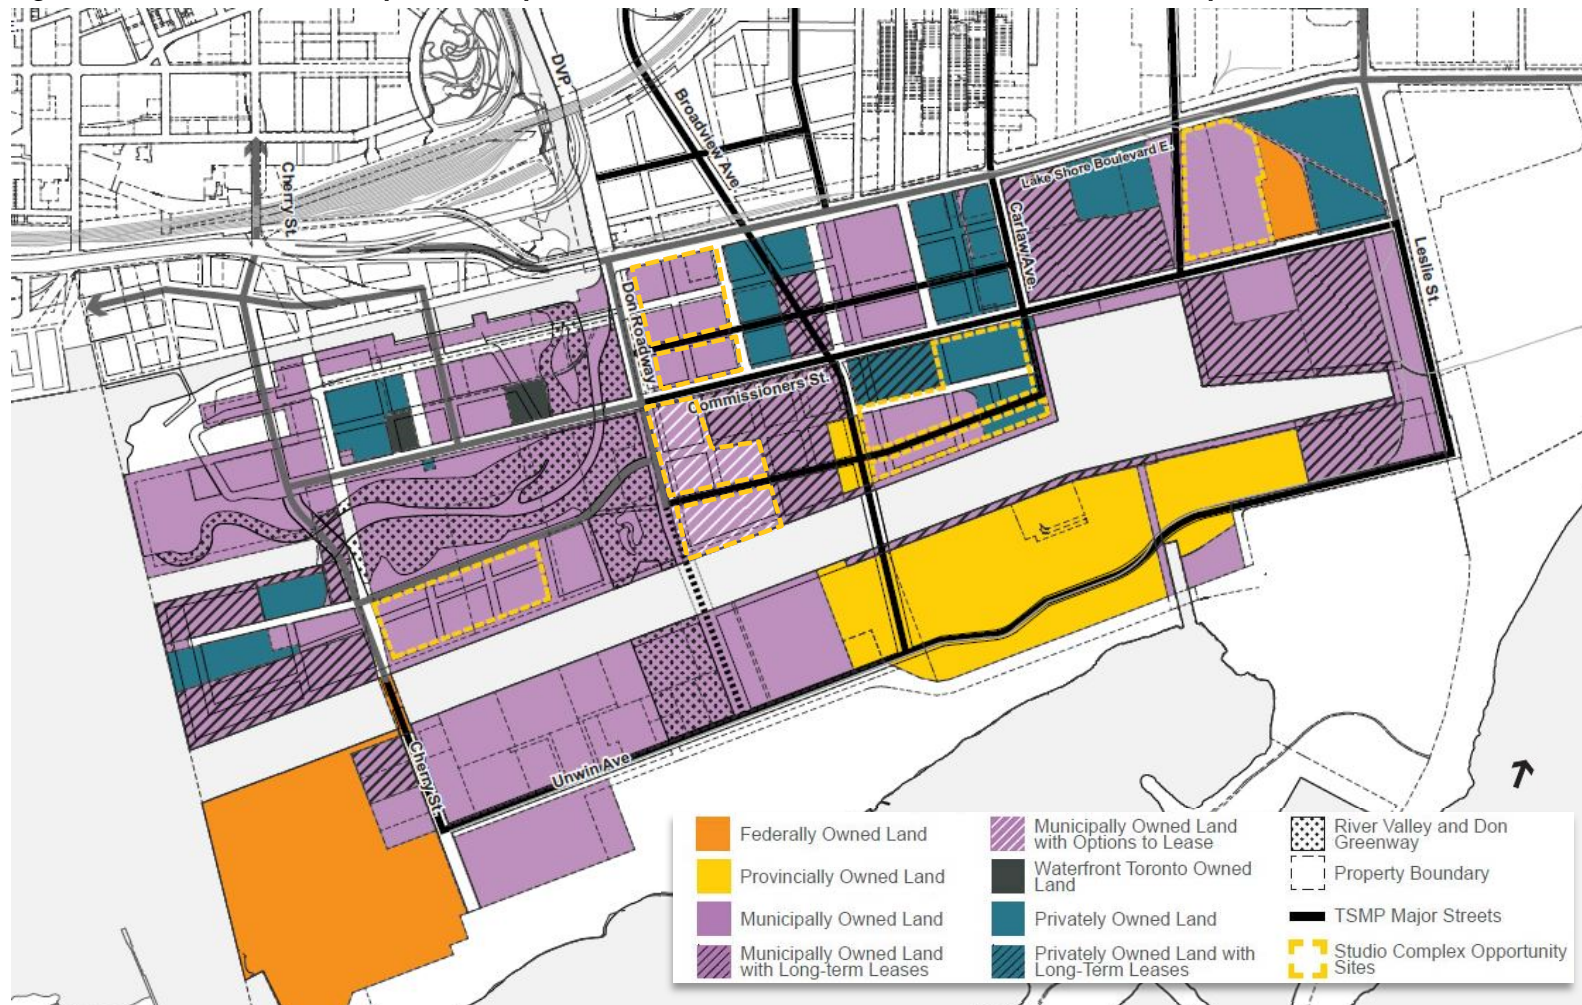 DVP
Broadview Ave.
Cherry St.
Lake Shore Boulevard E.
Carlaw Ave.
Leslie St.
Don Roadway
Commissioners St.
Cherry St.
Unwin Ave
Federally Owned Land
Provincially Owned Land
Municipally Owned Land
Municipally Owned Land
with Long-term Leases
Municipally Owned Land
with Options to Lease
Waterfront Toronto Owned
Land
Privately Owned Land
Privately Owned Land with
Long-Term Leases
River Valley and Don
Greenway
Property Boundary
TSMP Major Streets
Studio Complex Opportunity
Sites